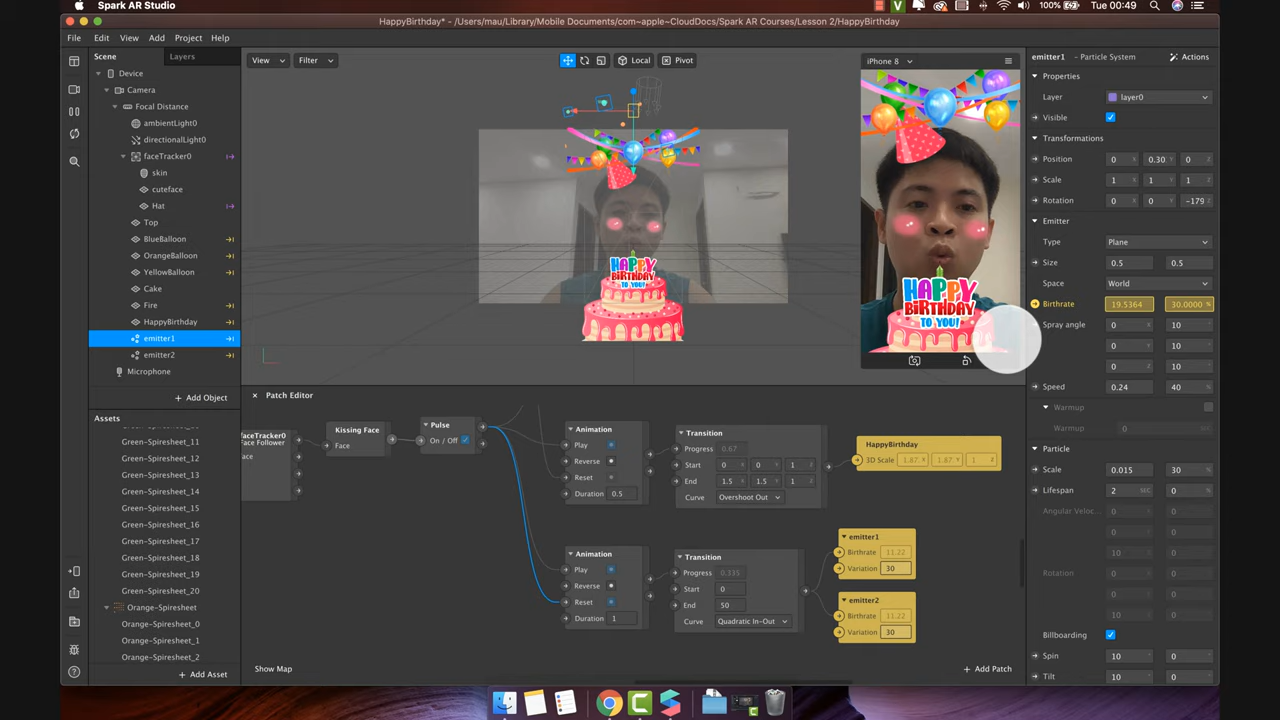 Spark AR Studio
100%
Tue 00:49
HappyBirthday* - /Users/mau/Library/Mobile Documents/com~apple~CloudDocs/Spark AR Courses/Lesson 2/HappyBirthday
File Edit View Add Project Help
Scene Layers
Device
Camera
Focal Distance
ambientLight0
directionalLight0
faceTracker0
skin
cuteface
Hat
Top
BlueBalloon
OrangeBalloon
YellowBalloon
Cake
Fire
HappyBirthday
emitter1
emitter2
Microphone
Add Object
Assets
Green-Spiresheet_11
Green-Spiresheet_12
Green-Spiresheet_13
Green-Spiresheet_14
Green-Spiresheet_15
Green-Spiresheet_16
Green-Spiresheet_17
Green-Spiresheet_18
Green-Spiresheet_19
Green-Spiresheet_20
Orange-Spiresheet
Orange-Spiresheet_0
Orange-Spiresheet_1
Orange-Spiresheet_2
Add Asset
View Filter
Local Pivot
HAPPY
BIRTHDAY
TO YOU!
iPhone 8
HAPPY
BIRTHDAY
TO YOU!
Patch Editor
faceTracker0
Face Follower
Face
Kissing Face
Face
Pulse
On / Off
Animation
Play
Reverse
Reset
Duration 0.5
Transition
Progress 0.67
Start 0 0 1
End 1.5 1.5 1
Curve Overshoot Out
HappyBirthday
3D Scale 1.87 1.87 1
Animation
Play
Reverse
Reset
Duration 1
Transition
Progress 0.335
Start 0
End 50
Curve Quadratic In-Out
emitter1
Birthrate 11.22
Variation 30
emitter2
Birthrate 11.22
Variation 30
Show Map
Add Patch
emitter1 - Particle System Actions
Properties
Layer layer0
Visible
Transformations
Position 0 0.30 0
Scale 1 1 1
Rotation 0 0 -179
Emitter
Type Plane
Size 0.5 0.5
Space World
Birthrate 19.5364 30.0000 %
Spray angle 0 10
0 10
0 10
Speed 0.24 40 %
Warmup
Warmup 0
Particle
Scale 0.015 30 %
Lifespan 2 SEC 0 %
Angular Veloc...
0 0
0 0
10 0
Rotation 0 0
0 0
10 0
Billboarding
Spin 10 0
Tilt 10 0